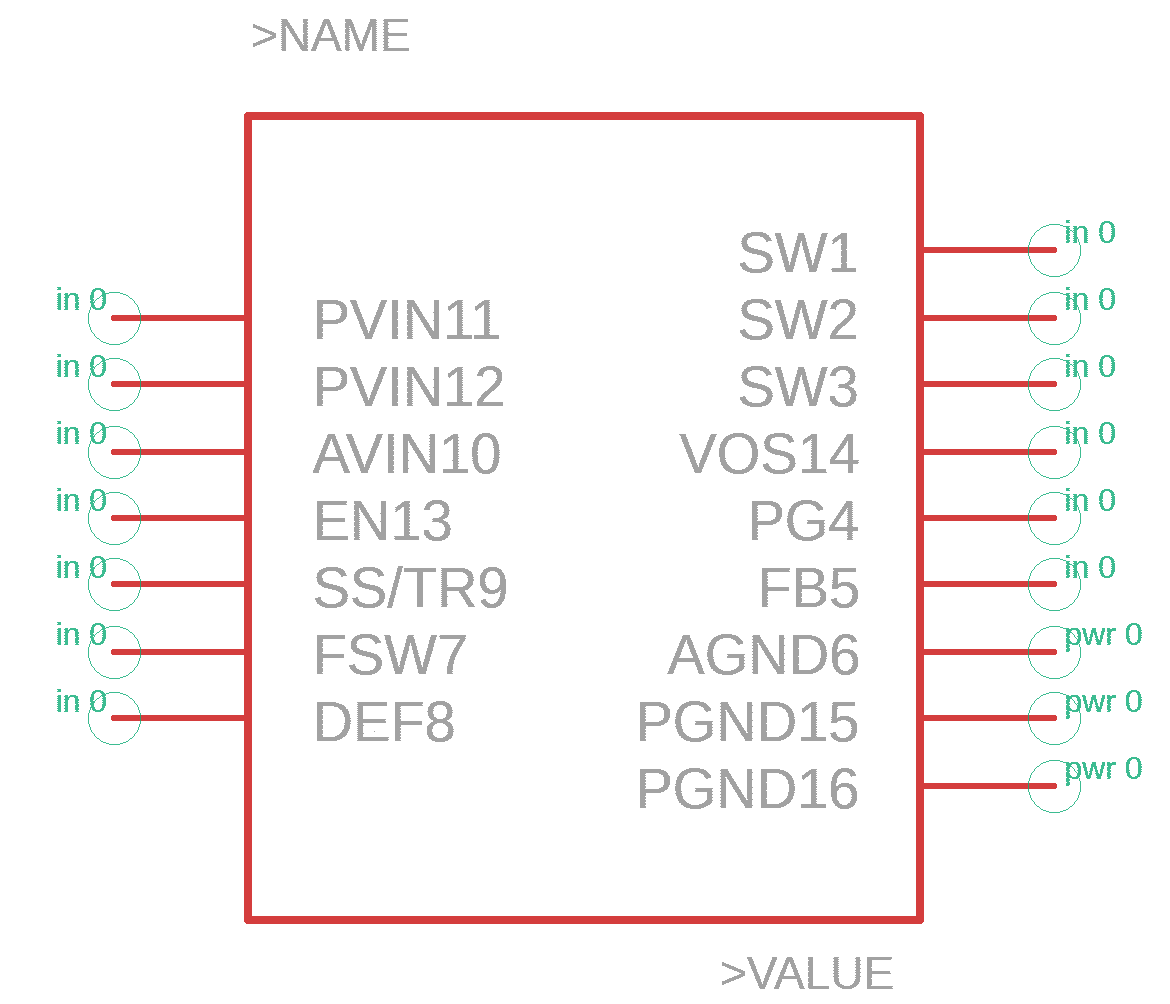 >NAME
SW1 in 0
in 0 PVIN11 SW2 in 0
in 0 PVIN12 SW3 in 0
in 0 AVIN10 VOS14 in 0
in 0 EN13 PG4 in 0
in 0 SS/TR9 FB5 in 0
in 0 FSW7 AGND6 pwr 0
in 0 DEF8 PGND15 pwr 0
PGND16 pwr 0
>VALUE